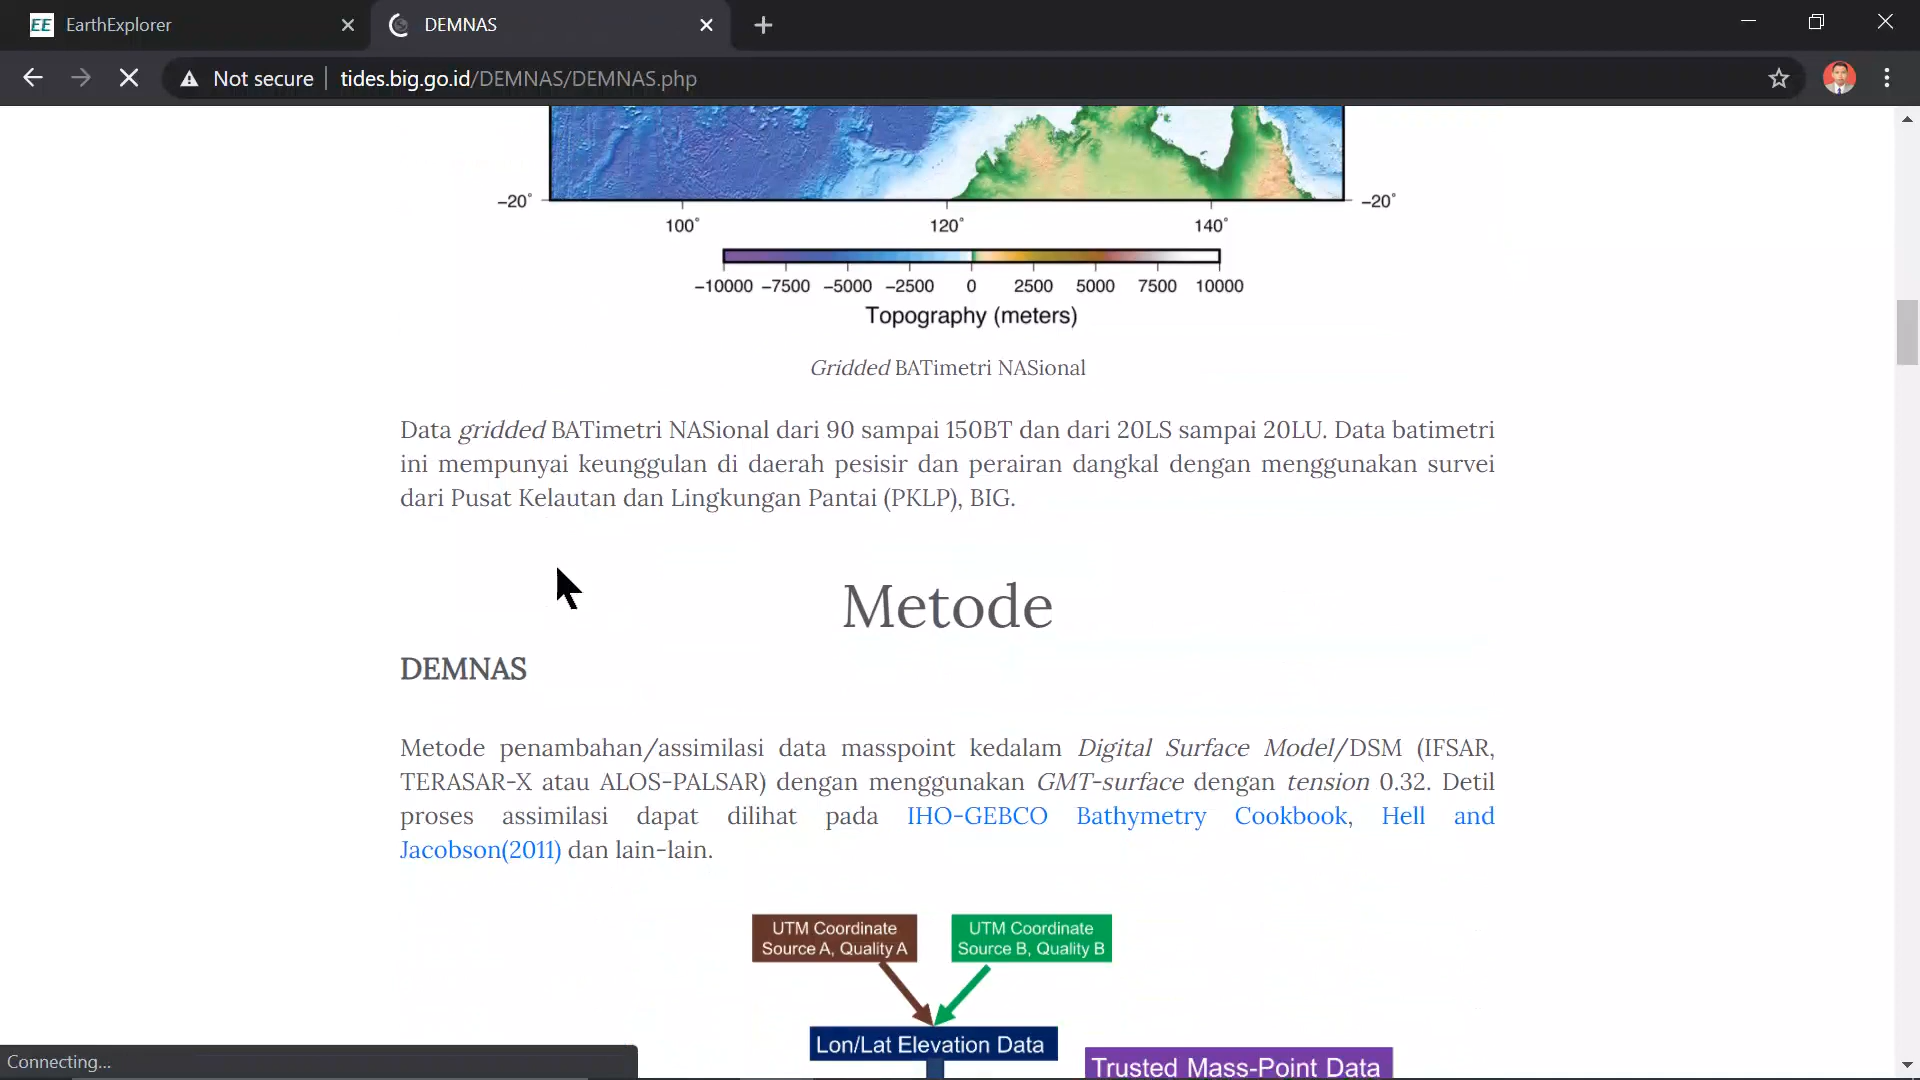 EE EarthExplorer
DEMNAS
Not secure tides.big.go.id/DEMNAS/DEMNAS.php
−20° −20°
100° 120° 140°
−10000 −7500 −5000 −2500 0 2500 5000 7500 10000
Topography (meters)
Gridded BATimetri NASional
Data gridded BATimetri NASional dari 90 sampai 150BT dan dari 20LS sampai 20LU. Data batimetri
ini mempunyai keunggulan di daerah pesisir dan perairan dangkal dengan menggunakan survei
dari Pusat Kelautan dan Lingkungan Pantai (PKLP), BIG.
Metode
DEMNAS
Metode penambahan/assimilasi data masspoint kedalam Digital Surface Model/DSM (IFSAR,
TERASAR-X atau ALOS-PALSAR) dengan menggunakan GMT-surface dengan tension 0.32. Detil
proses assimilasi dapat dilihat pada IHO-GEBCO Bathymetry Cookbook, Hell and
Jacobson(2011) dan lain-lain.
UTM Coordinate
Source A, Quality A
UTM Coordinate
Source B, Quality B
Lon/Lat Elevation Data
Trusted Mass-Point Data
Connecting...